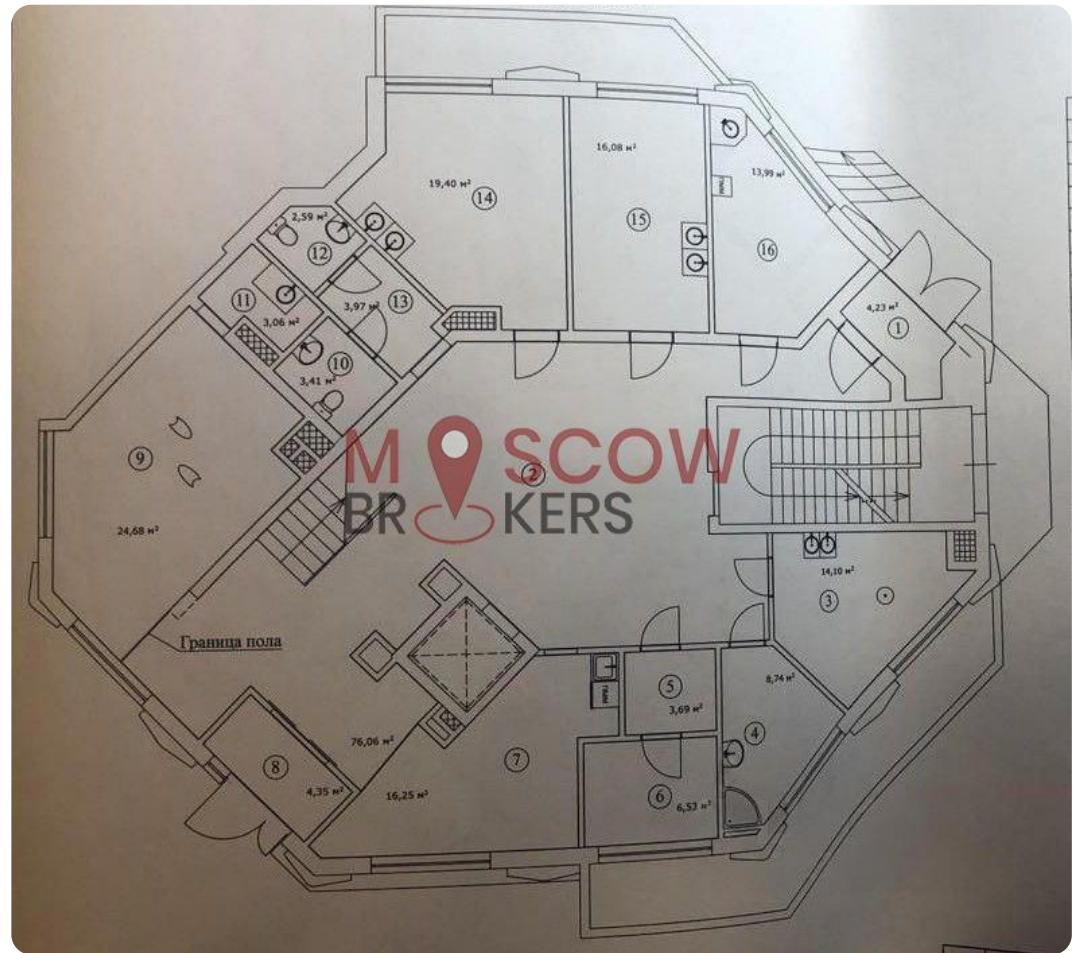 16,08 м²
13,99 м²
19,40 м²
14
15
16
2,59 м²
12
11
3,97 м²
13
4,23 м²
1
3,06 м²
10
3,41 м²
MOSCOW
BROKERS
2
9
24,68 м²
14,10 м²
3
Граница пола
5
3,69 м²
8,74 м²
4
76,06 м²
7
8
4,35 м²
16,25 м²
6
6,53 м²